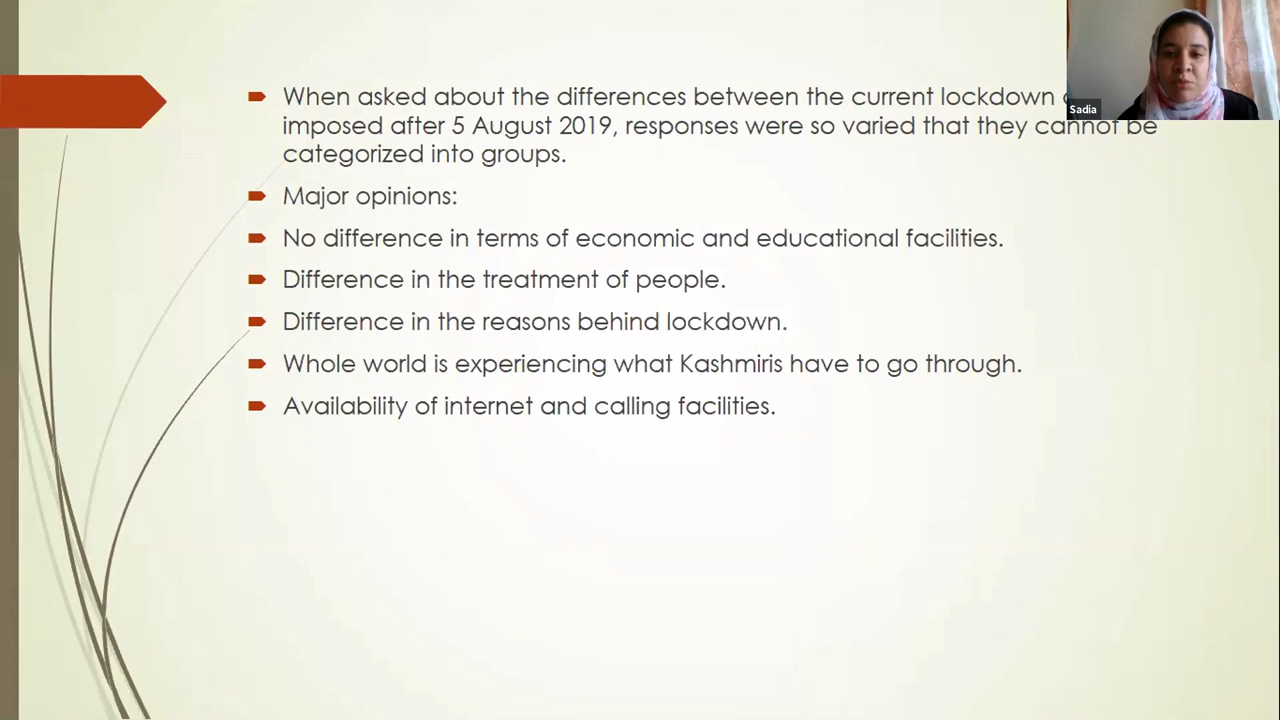 When asked about the differences between the current lockdown
imposed after 5 August 2019, responses were so varied that they cannot be
categorized into groups.
Major opinions:
No difference in terms of economic and educational facilities.
Difference in the treatment of people.
Difference in the reasons behind lockdown.
Whole world is experiencing what Kashmiris have to go through.
Availability of internet and calling facilities.
Sadia